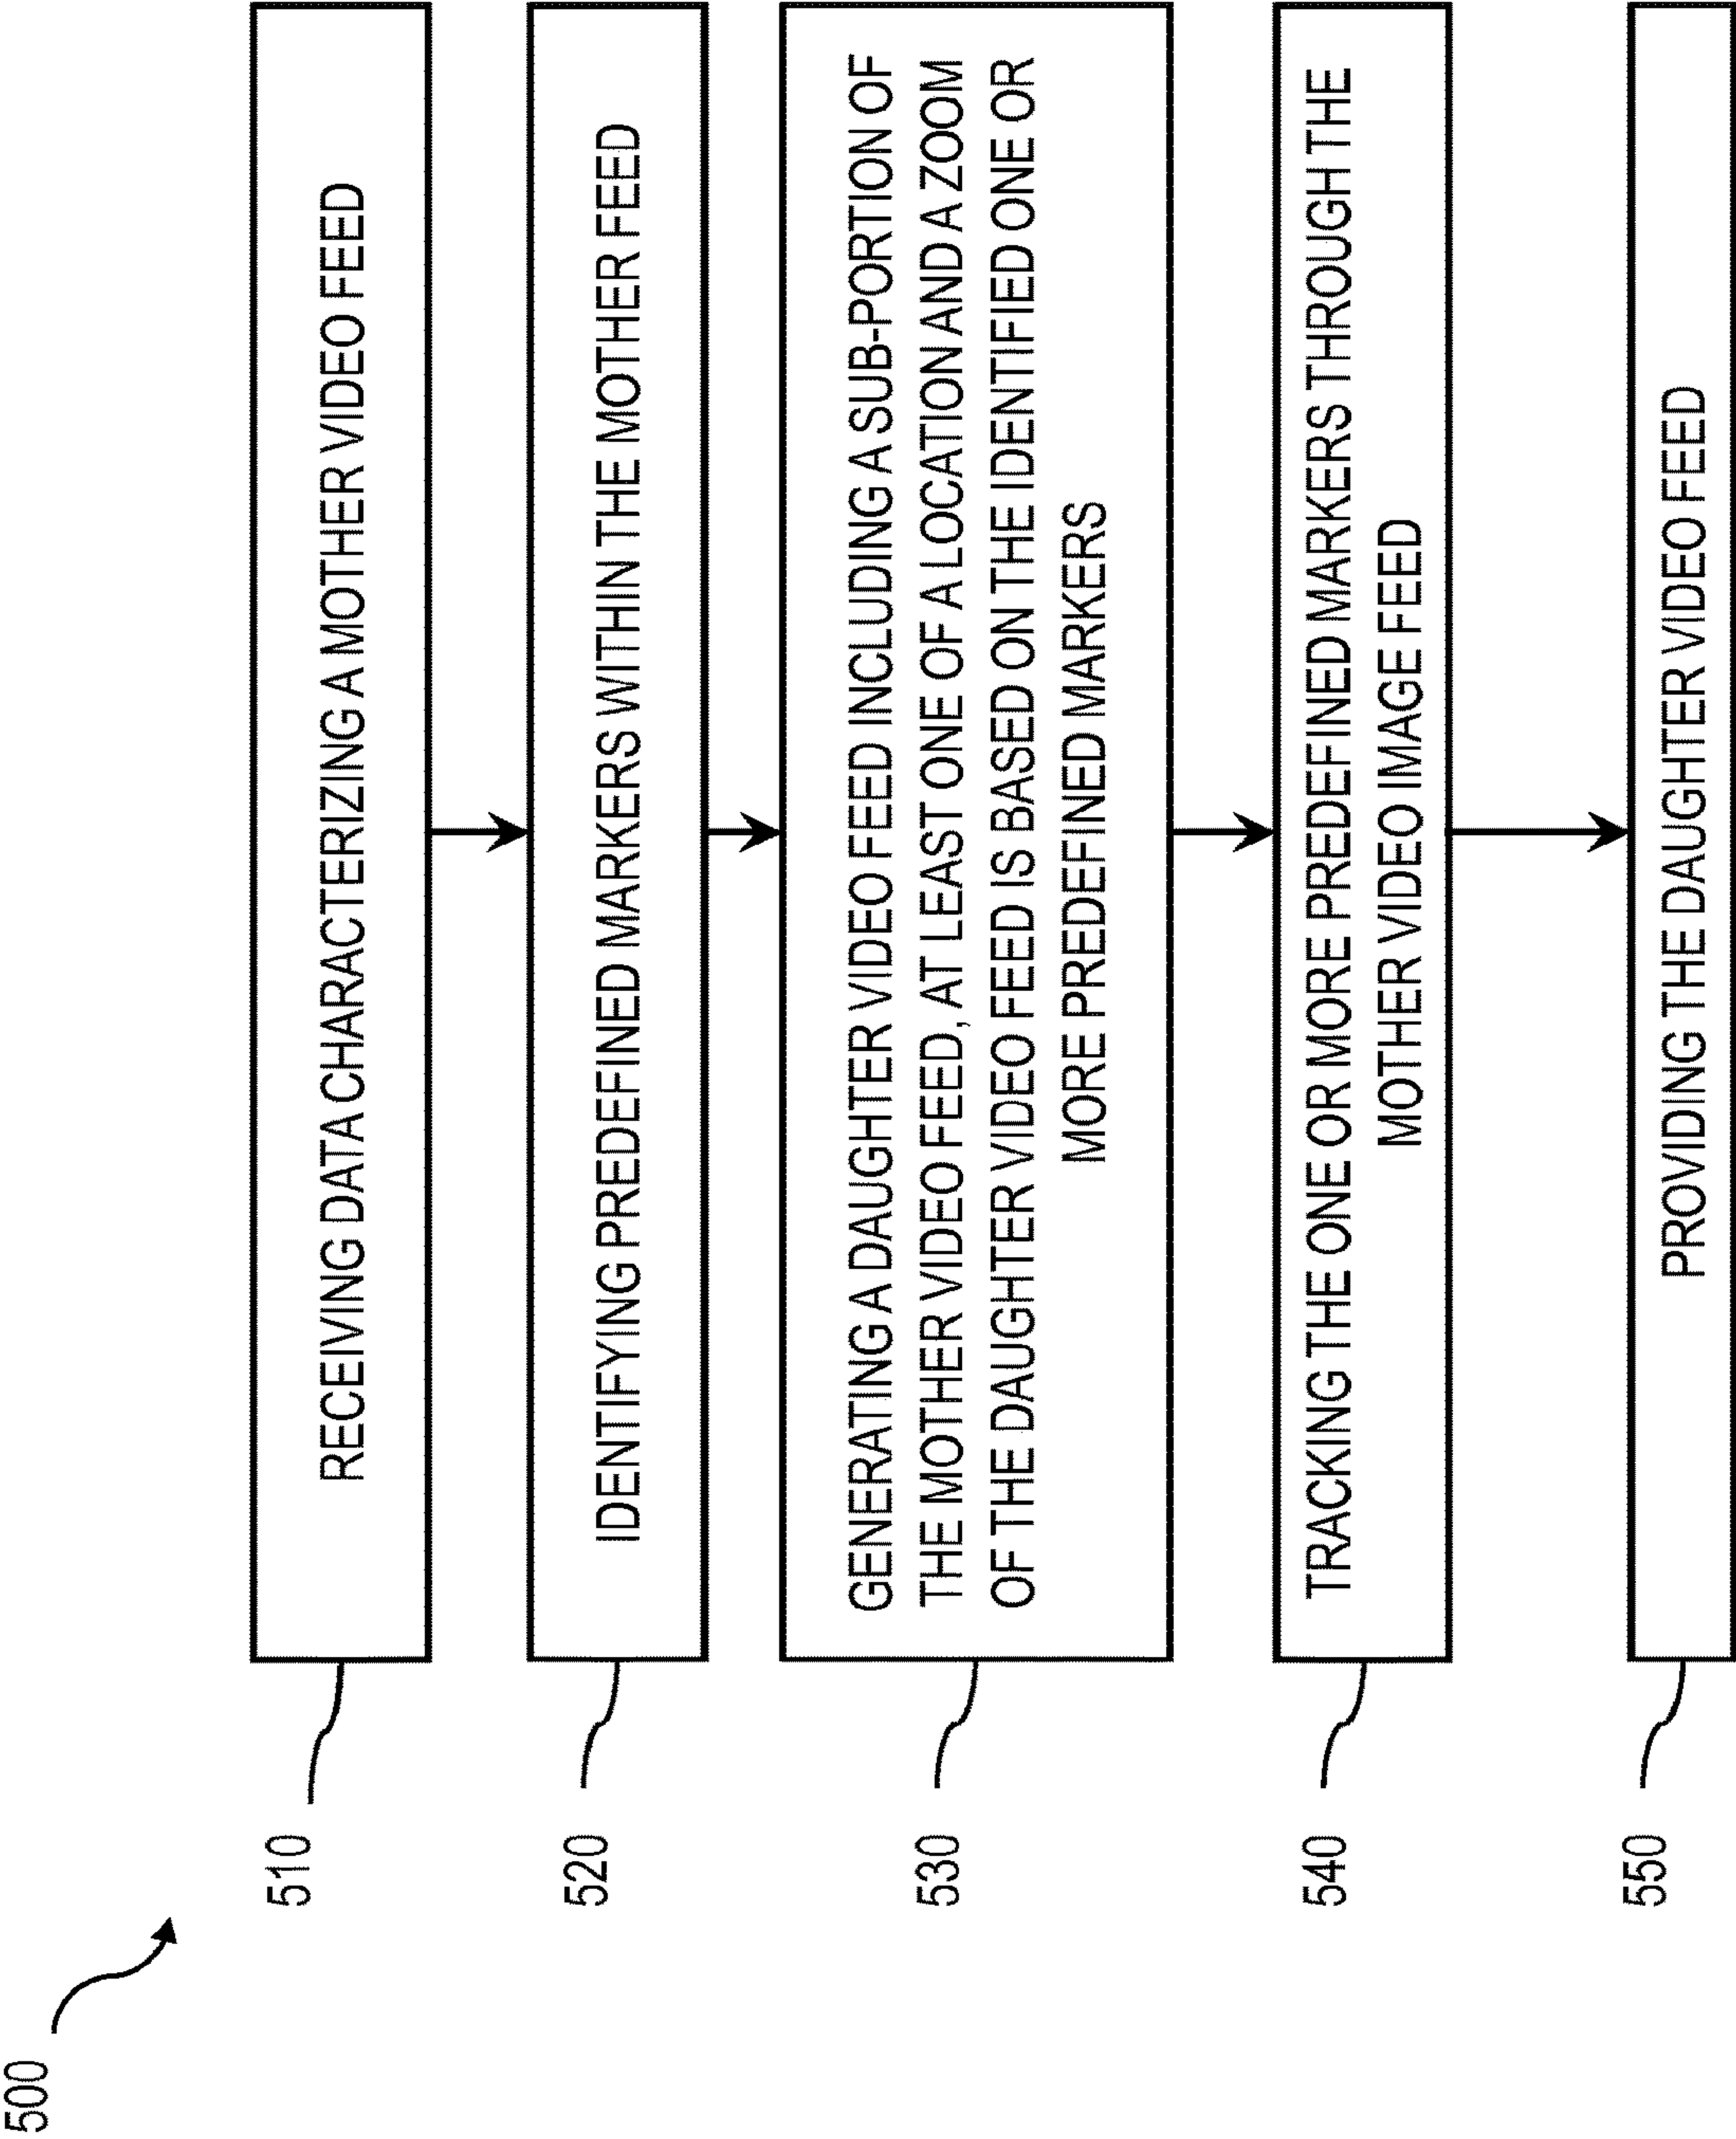 500
510
RECEIVING DATA CHARACTERIZING A MOTHER VIDEO FEED
520
IDENTIFYING PREDEFINED MARKERS WITHIN THE MOTHER FEED
530
GENERATING A DAUGHTER VIDEO FEED INCLUDING A SUB-PORTION OF
THE MOTHER VIDEO FEED, AT LEAST ONE OF A LOCATION AND A ZOOM
OF THE DAUGHTER VIDEO FEED IS BASED ON THE IDENTIFIED ONE OR
MORE PREDEFINED MARKERS
540
TRACKING THE ONE OR MORE PREDEFINED MARKERS THROUGH THE
MOTHER VIDEO IMAGE FEED
550
PROVIDING THE DAUGHTER VIDEO FEED